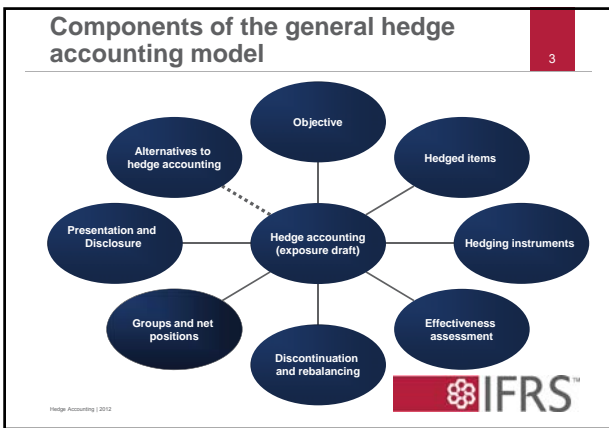 Components of the general hedge
accounting model
3
Objective
Alternatives to
hedge accounting
Hedged items
Presentation and
Disclosure
Hedge accounting
(exposure draft)
Hedging instruments
Groups and net
positions
Effectiveness
assessment
Discontinuation
and rebalancing
IFRS™
Hedge Accounting | 2012